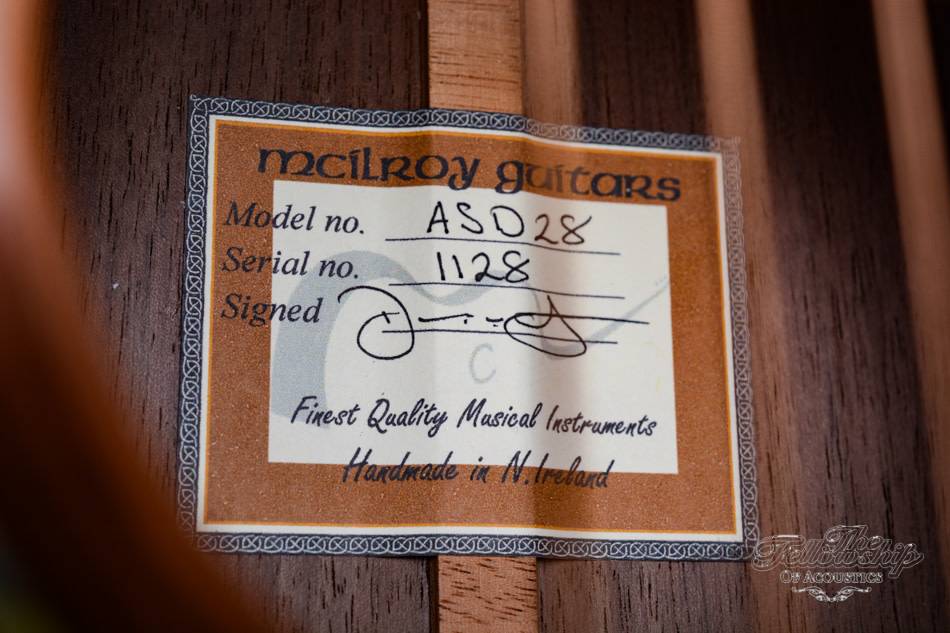 mcilroy guitars
Model no. ASD28
Serial no. 1128
Signed
Finest Quality Musical Instruments
Handmade in N.Ireland
The
Fellowship
Of Acoustics